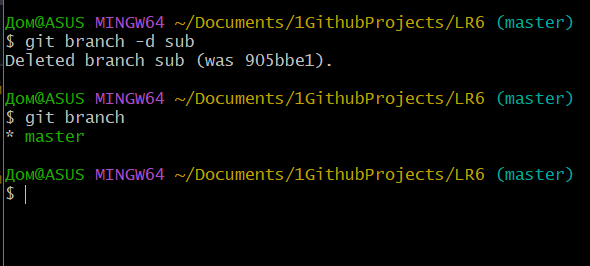 Дом@ASUS MINGW64 ~/Documents/1GithubProjects/LR6 (master)
$ git branch -d sub
Deleted branch sub (was 905bbe1).
Дом@ASUS MINGW64 ~/Documents/1GithubProjects/LR6 (master)
$ git branch
* master
Дом@ASUS MINGW64 ~/Documents/1GithubProjects/LR6 (master)
$